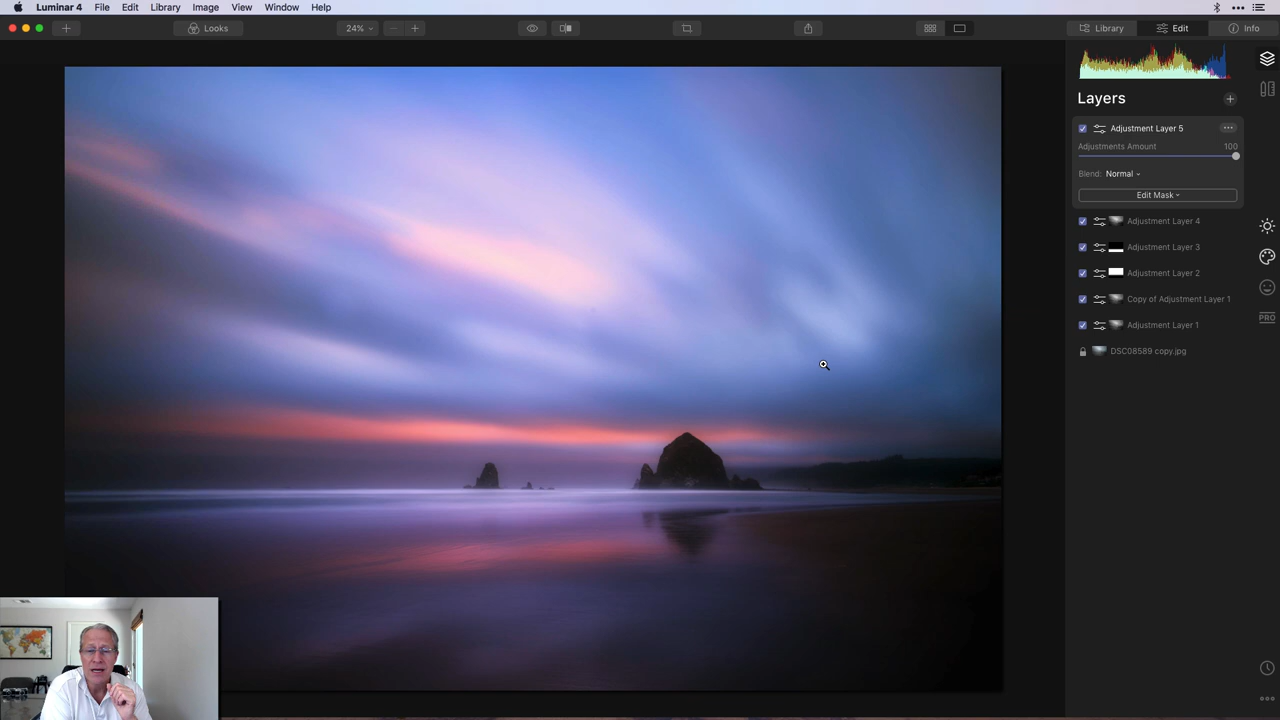 Luminar 4 File Edit Library Image View Window Help
Looks 24% Library Edit Info
Layers
Adjustment Layer 5
Adjustments Amount 100
Blend: Normal
Edit Mask
Adjustment Layer 4
Adjustment Layer 3
Adjustment Layer 2
Copy of Adjustment Layer 1
Adjustment Layer 1
DSC08589 copy.jpg
PRO